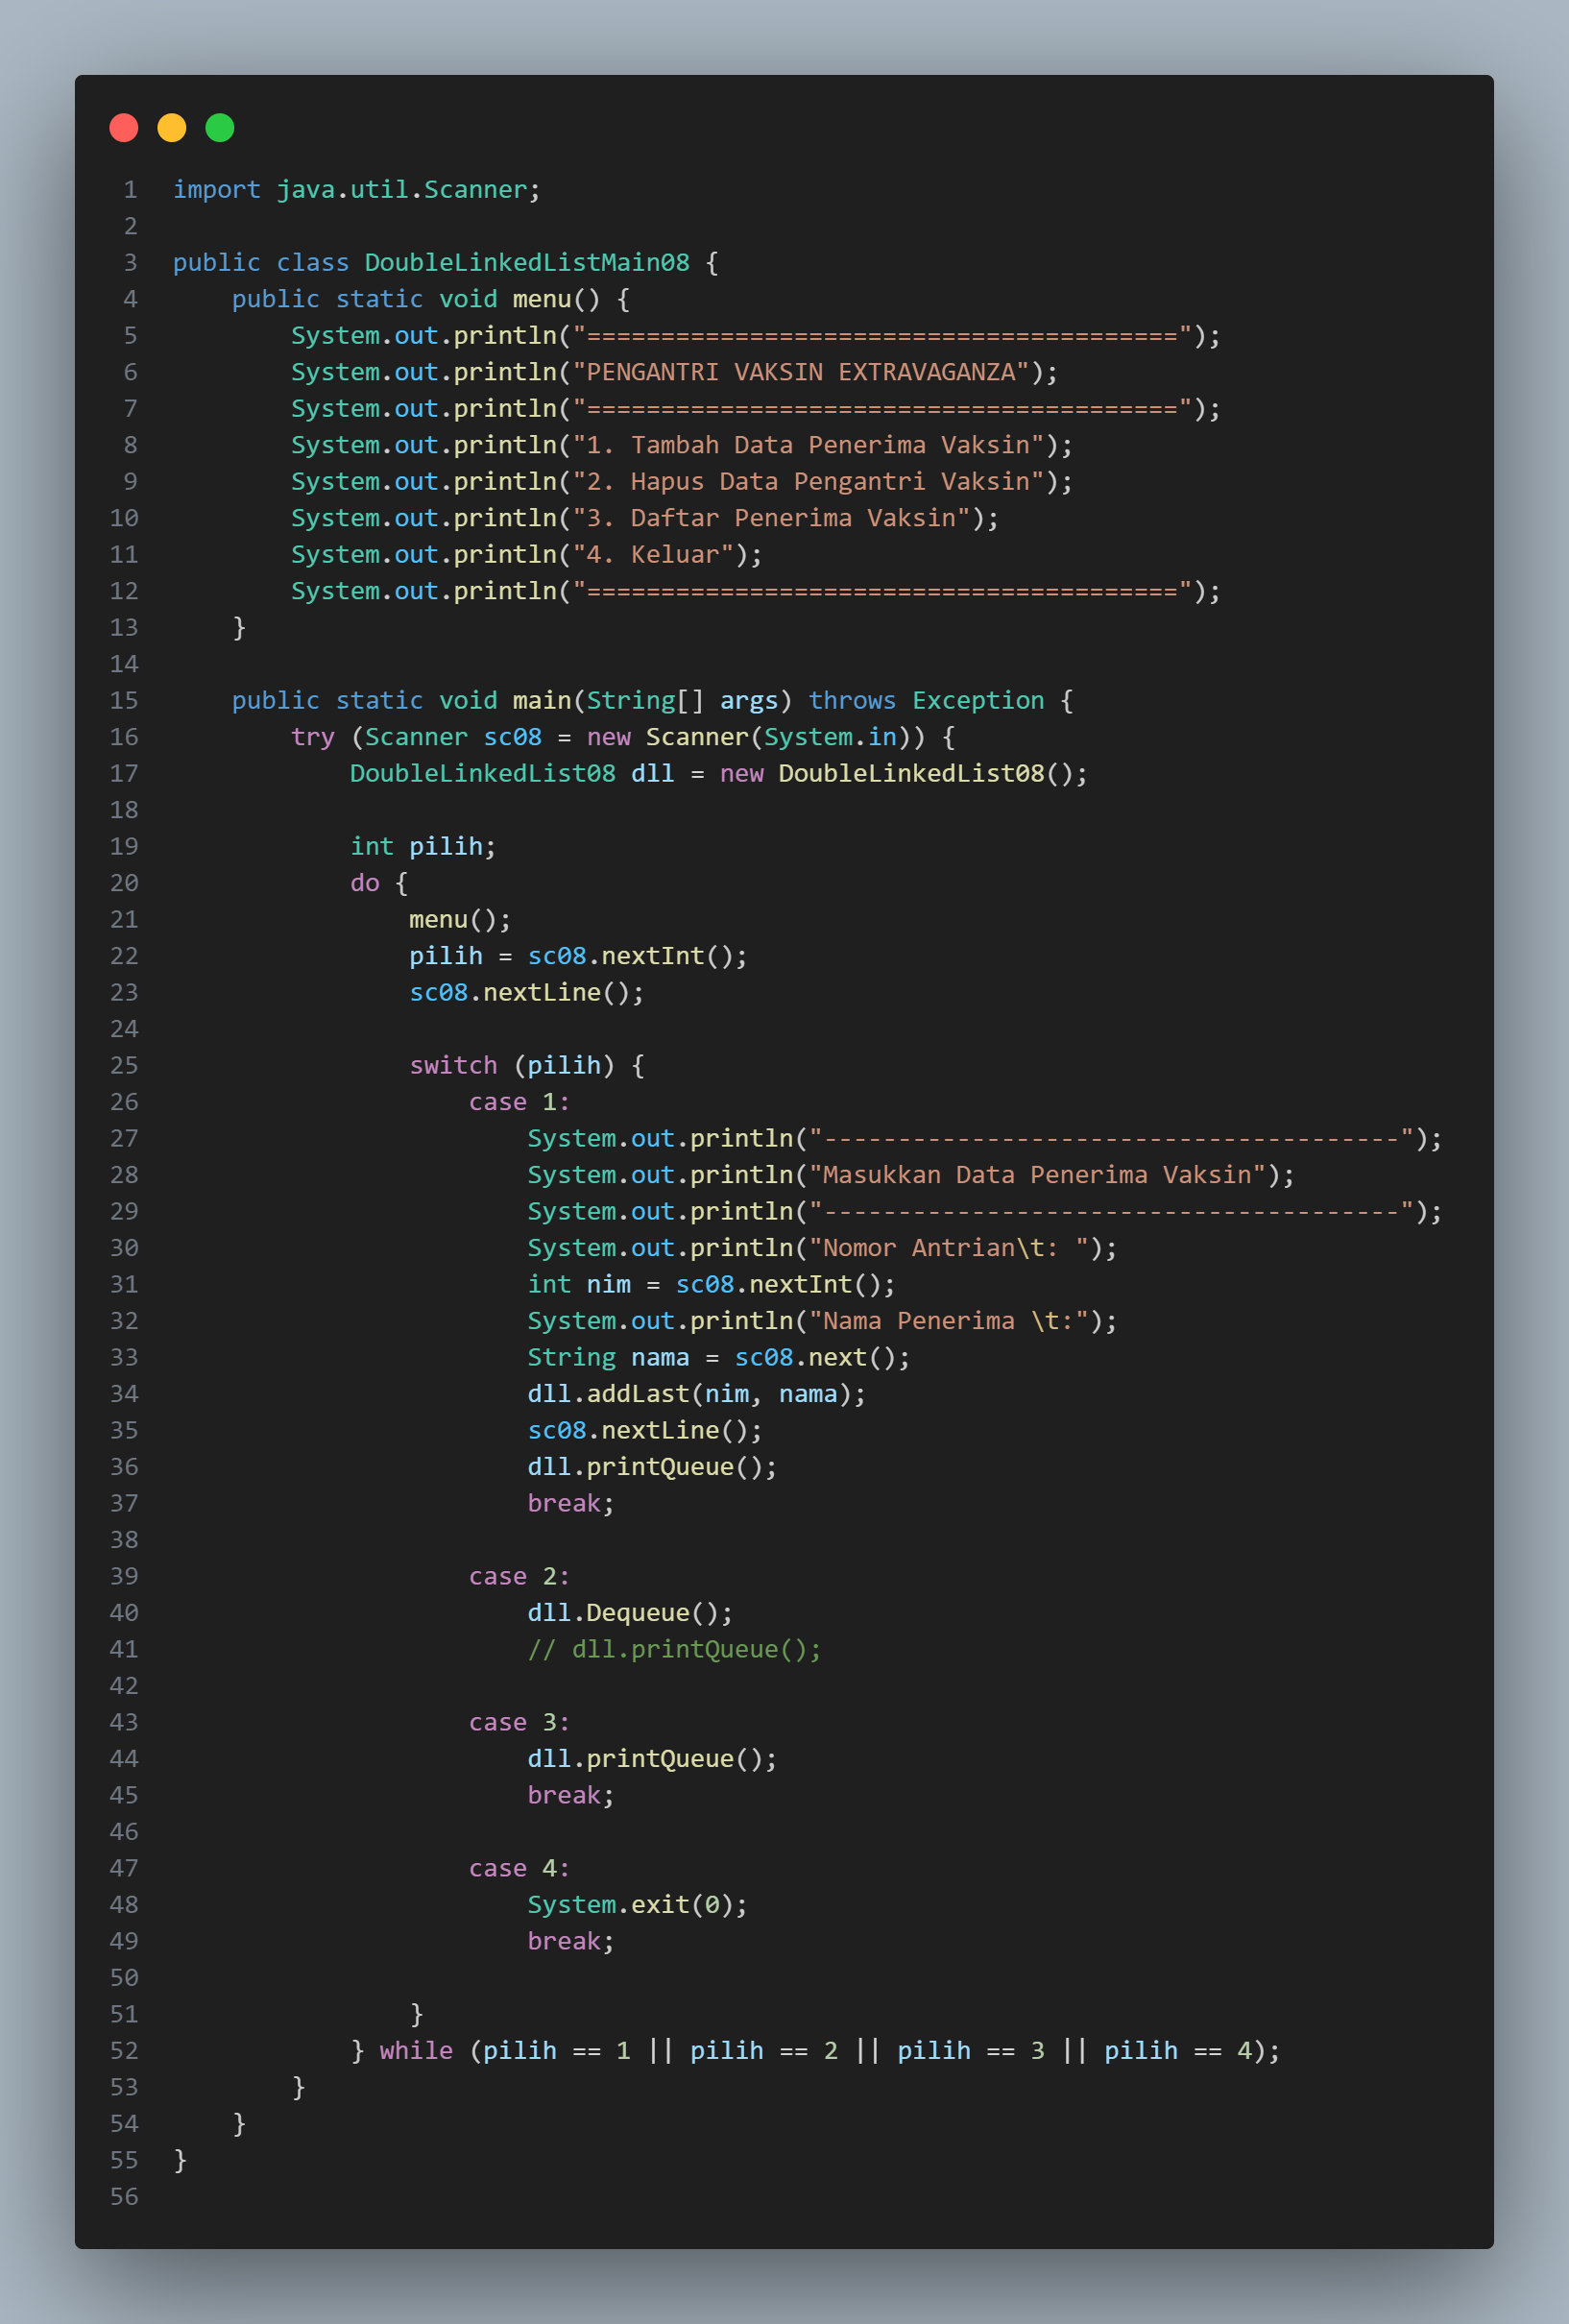 1 import java.util.Scanner;
2
3 public class DoubleLinkedListMain08 {
4     public static void menu() {
5         System.out.println("========================================");
6         System.out.println("PENGANTRI VAKSIN EXTRAVAGANZA");
7         System.out.println("========================================");
8         System.out.println("1. Tambah Data Penerima Vaksin");
9         System.out.println("2. Hapus Data Pengantri Vaksin");
10         System.out.println("3. Daftar Penerima Vaksin");
11         System.out.println("4. Keluar");
12         System.out.println("========================================");
13     }
14
15     public static void main(String[] args) throws Exception {
16         try (Scanner sc08 = new Scanner(System.in)) {
17             DoubleLinkedList08 dll = new DoubleLinkedList08();
18
19             int pilih;
20             do {
21                 menu();
22                 pilih = sc08.nextInt();
23                 sc08.nextLine();
24
25                 switch (pilih) {
26                     case 1:
27                         System.out.println("---------------------------------------");
28                         System.out.println("Masukkan Data Penerima Vaksin");
29                         System.out.println("---------------------------------------");
30                         System.out.println("Nomor Antrian\t: ");
31                         int nim = sc08.nextInt();
32                         System.out.println("Nama Penerima \t:");
33                         String nama = sc08.next();
34                         dll.addLast(nim, nama);
35                         sc08.nextLine();
36                         dll.printQueue();
37                         break;
38
39                     case 2:
40                         dll.Dequeue();
41                         // dll.printQueue();
42
43                     case 3:
44                         dll.printQueue();
45                         break;
46
47                     case 4:
48                         System.exit(0);
49                         break;
50
51                 }
52             } while (pilih == 1 || pilih == 2 || pilih == 3 || pilih == 4);
53         }
54     }
55 }
56